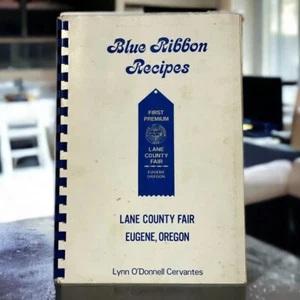 Blue Ribbon
Recipes
FIRST
PREMIUM
LANE
COUNTY
FAIR
EUGENE
OREGON
LANE COUNTY FAIR
EUGENE, OREGON
Lynn O'Donnell Cervantes